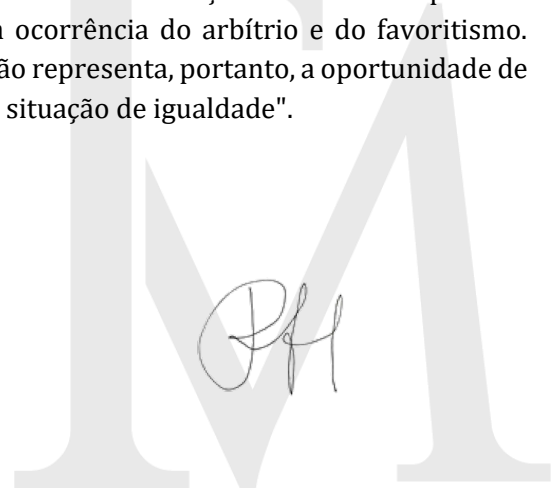 ocorrência do arbítrio e do favoritismo.
ão representa, portanto, a oportunidade de
situação de igualdade".